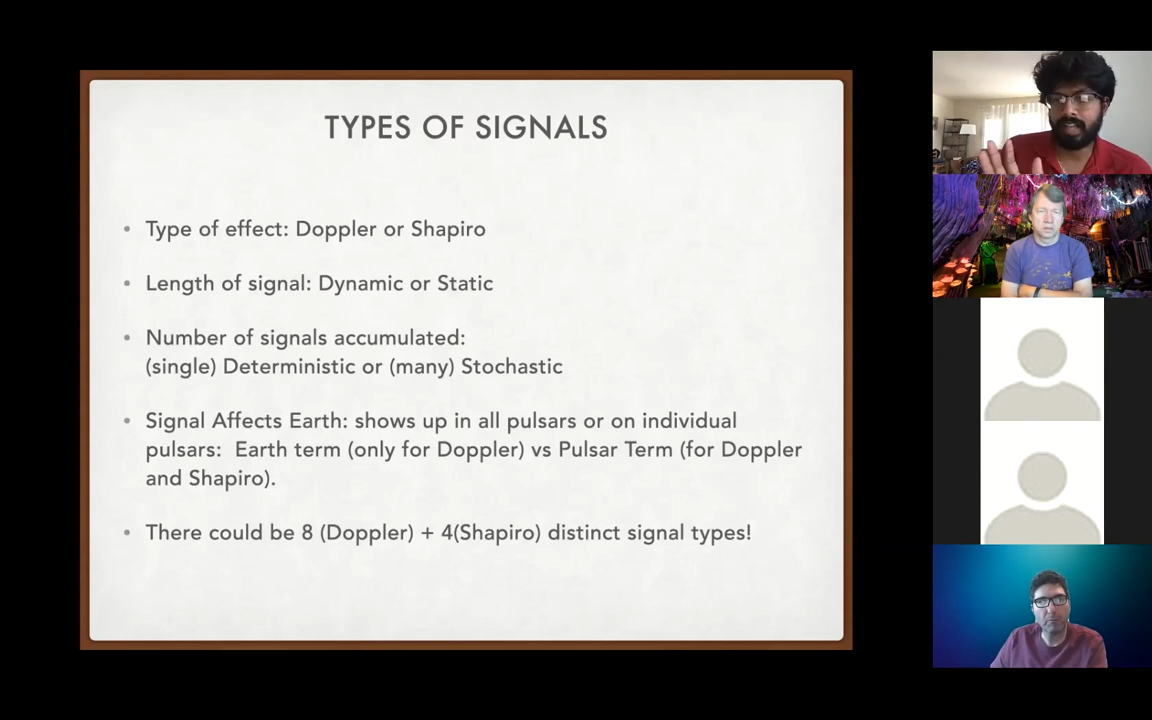 TYPES OF SIGNALS
• Type of effect: Doppler or Shapiro
• Length of signal: Dynamic or Static
• Number of signals accumulated:
(single) Deterministic or (many) Stochastic
• Signal Affects Earth: shows up in all pulsars or on individual
pulsars: Earth term (only for Doppler) vs Pulsar Term (for Doppler
and Shapiro).
• There could be 8 (Doppler) + 4(Shapiro) distinct signal types!